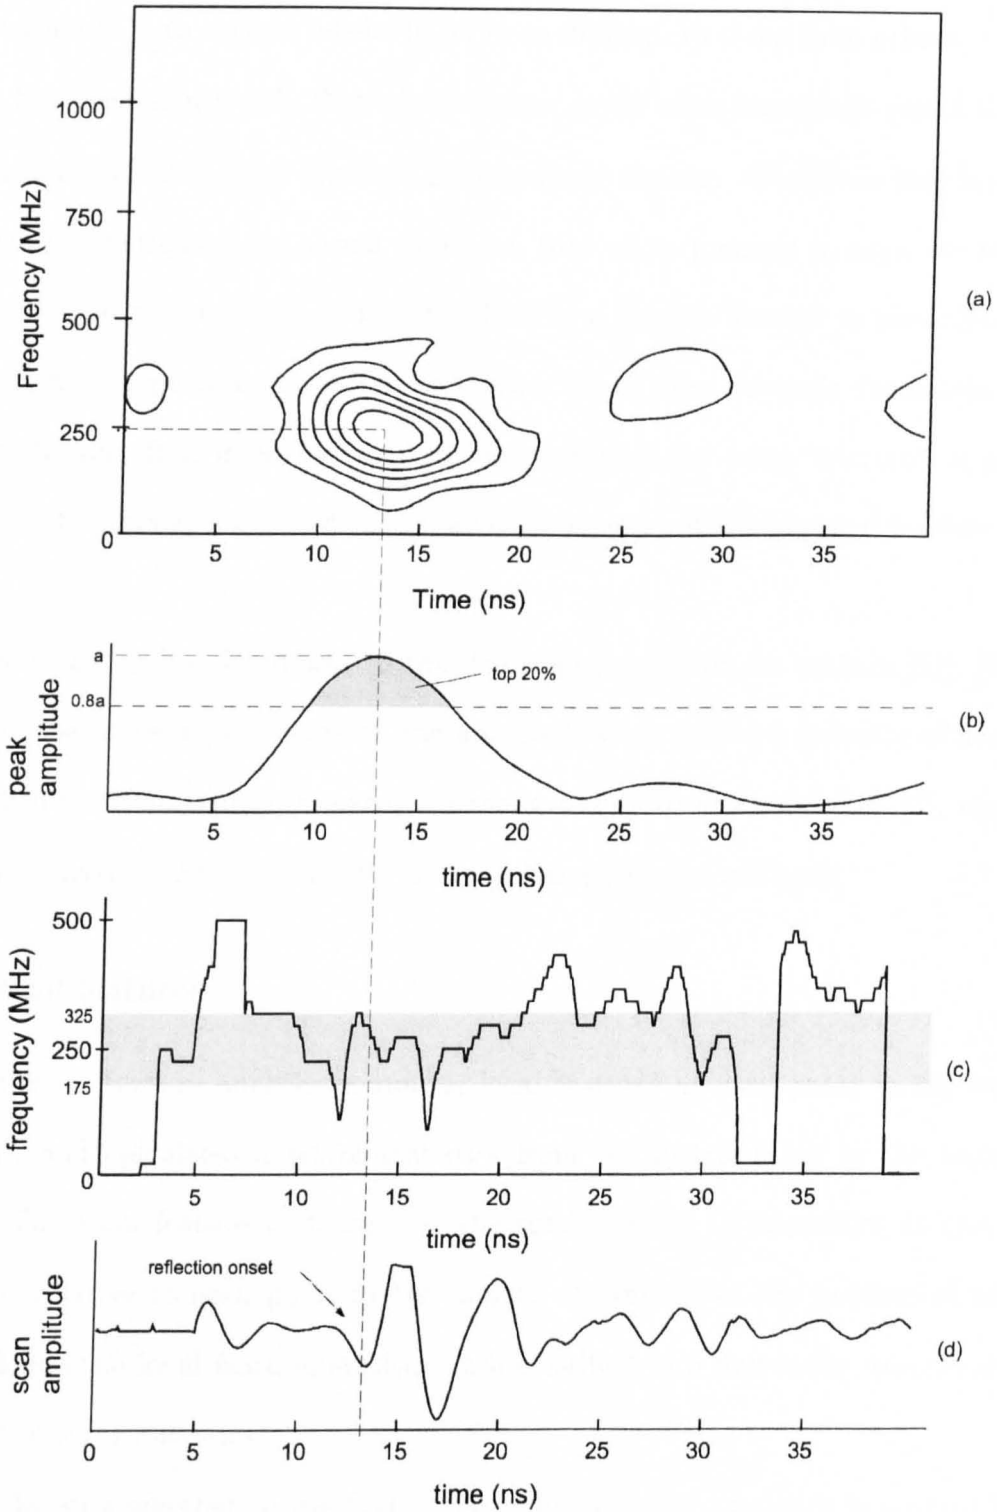 1000
750
500
250
0
Frequency (MHz)
5 10 15 20 25 30 35
Time (ns)
(a)
a
0.8a
peak
amplitude
top 20%
5 10 15 20 25 30 35
time (ns)
(b)
500
325
250
175
0
frequency (MHz)
5 10 15 20 25 30 35
time (ns)
(c)
reflection onset
scan
amplitude
0 5 10 15 20 25 30 35
time (ns)
(d)